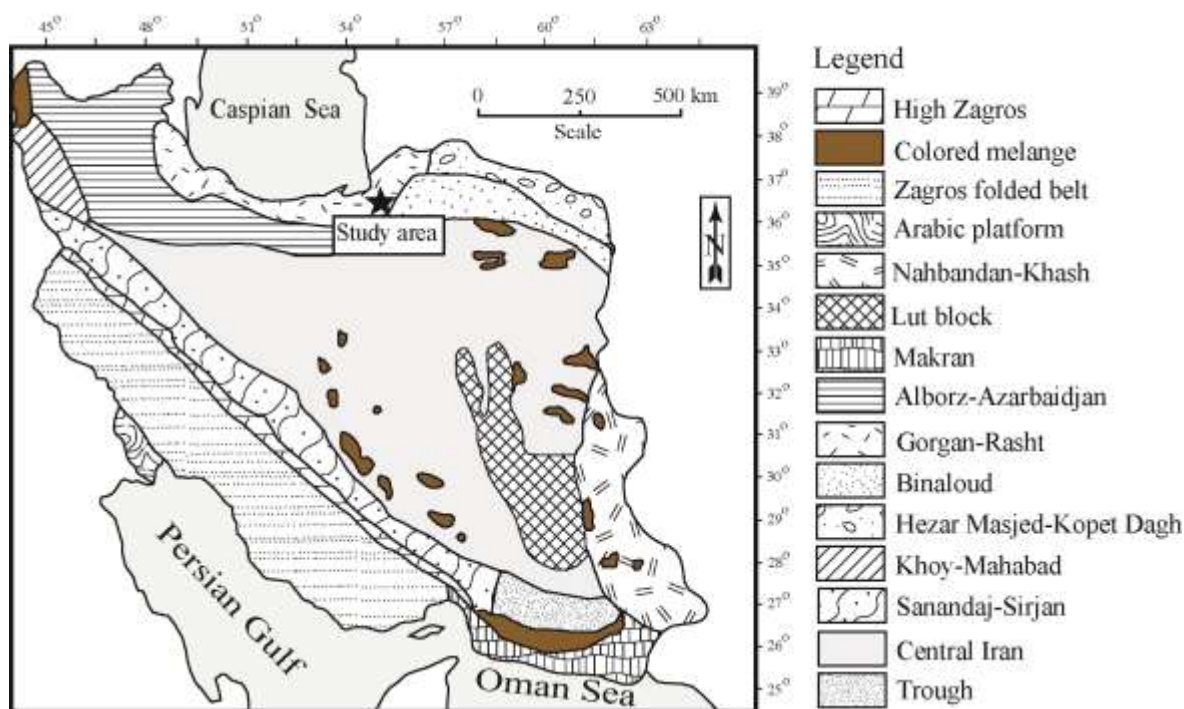 45° 48° 51° 54° 57° 60° 63°
Caspian Sea
0 250 500 km
Scale
39°
38°
37°
36°
35°
34°
33°
32°
31°
30°
29°
28°
27°
26°
25°
N
Study area
Persian Gulf
Oman Sea
Legend
High Zagros
Colored melange
Zagros folded belt
Arabic platform
Nahbandan-Khash
Lut block
Makran
Alborz-Azarbaidjan
Gorgan-Rasht
Binaloud
Hezar Masjed-Kopet Dagh
Khoy-Mahabad
Sanandaj-Sirjan
Central Iran
Trough